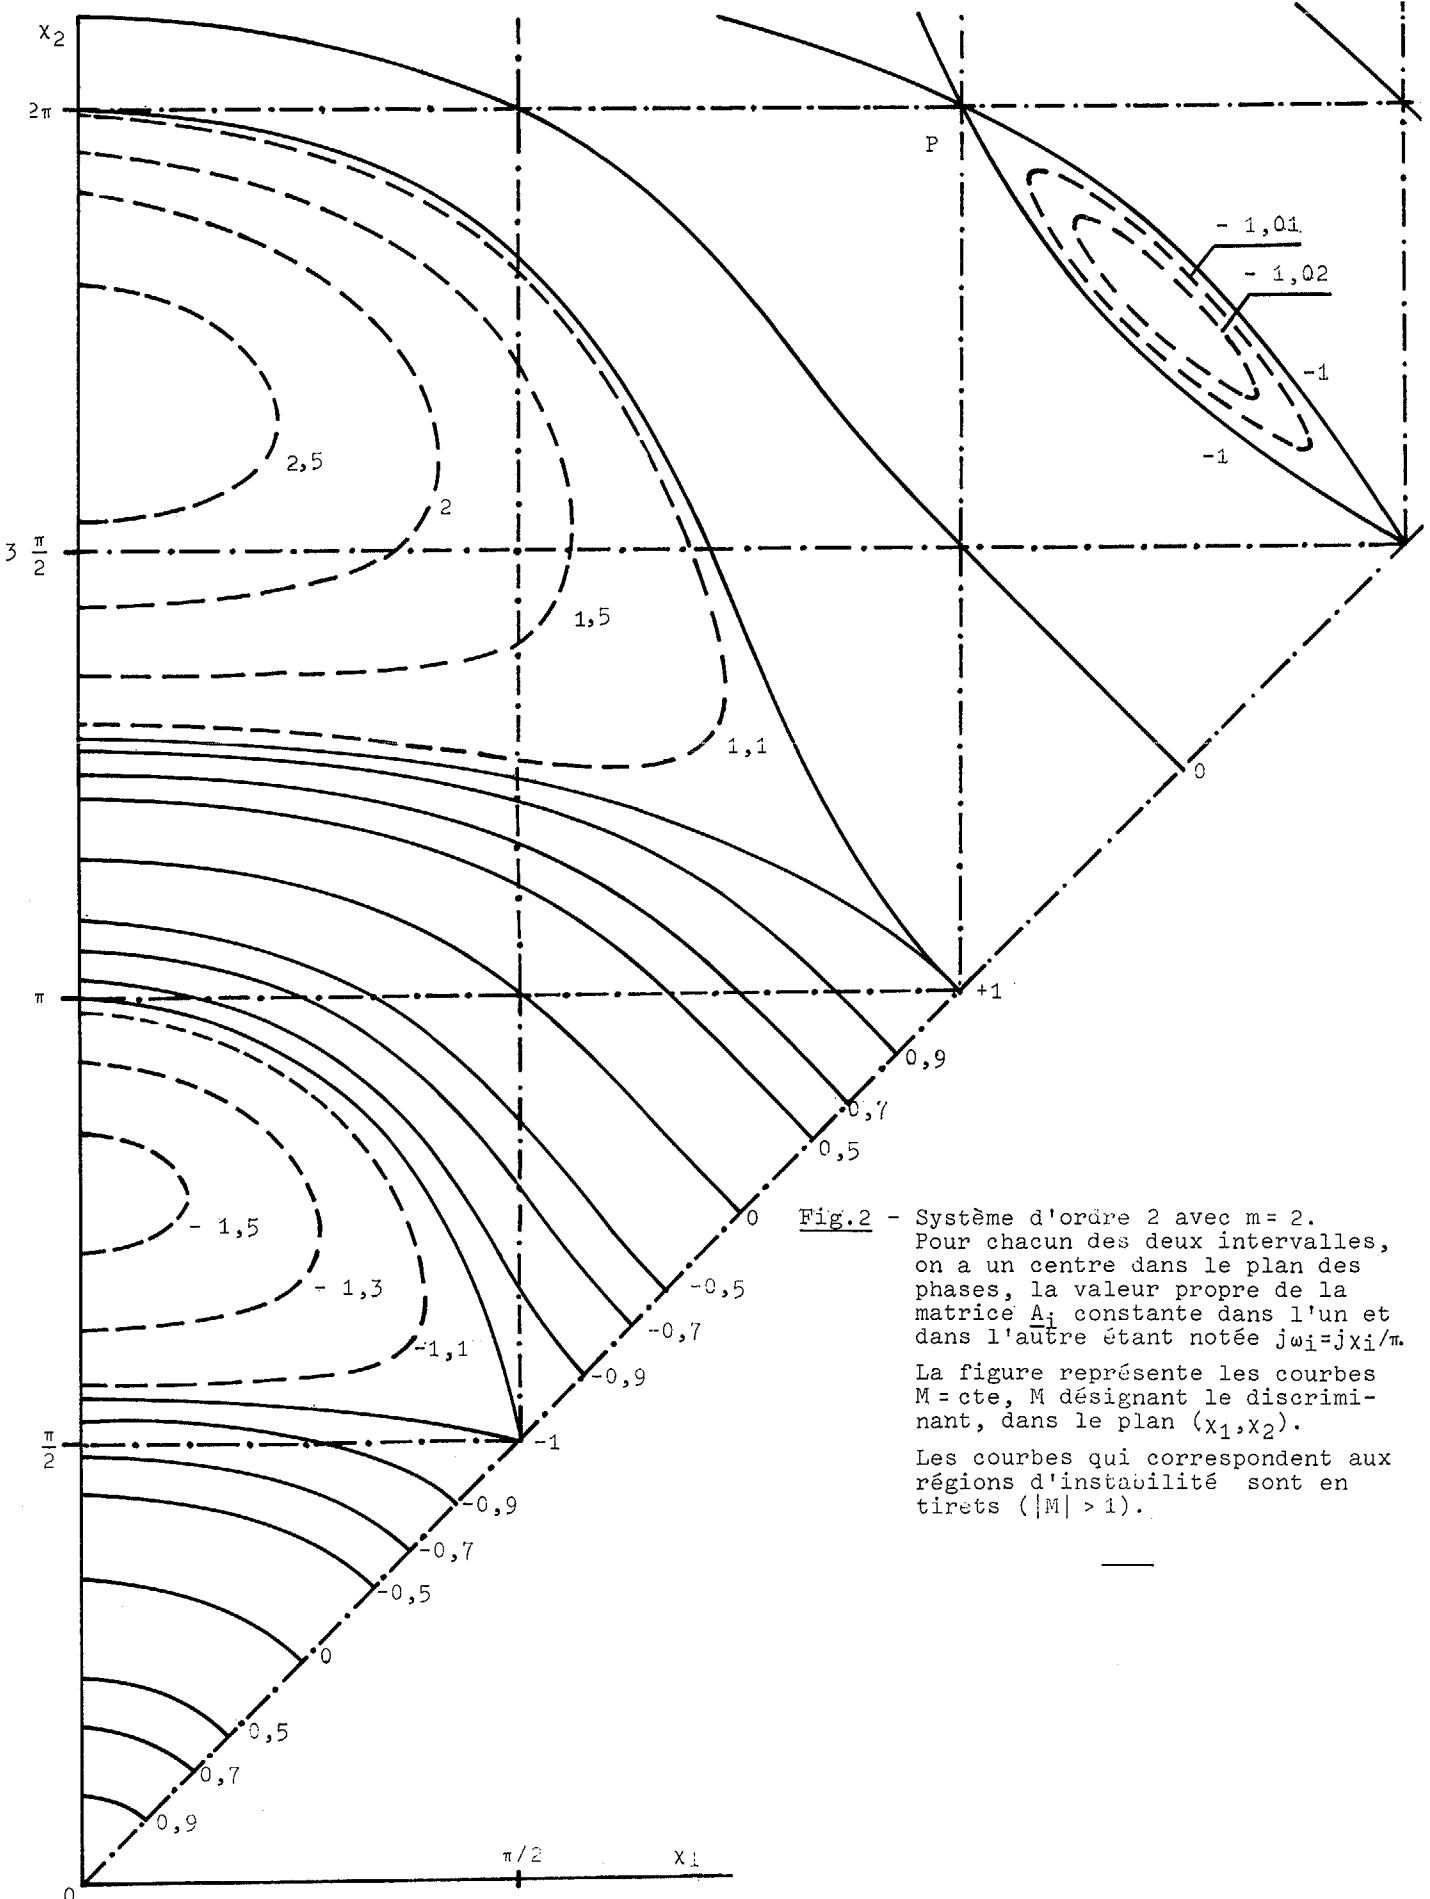 χ2
2π
P
- 1,01
- 1,02
-1
-1
2,5
2
3 π/2
1,5
1,1
0
π
+1
0,9
0,7
0,5
0
- 1,5
- 1,3
-1,1
-0,5
-0,7
-0,9
π/2
-1
-0,9
-0,7
-0,5
0
0,5
0,7
0,9
π/2
χ1
0
Fig.2 - Système d'ordre 2 avec m = 2.
Pour chacun des deux intervalles,
on a un centre dans le plan des
phases, la valeur propre de la
matrice Ai constante dans l'un et
dans l'autre étant notée jωi=jχi/π.
La figure représente les courbes
M = cte, M désignant le discrimi-
nant, dans le plan (χ1,χ2).
Les courbes qui correspondent aux
régions d'instabilité sont en
tirets (|M| > 1).